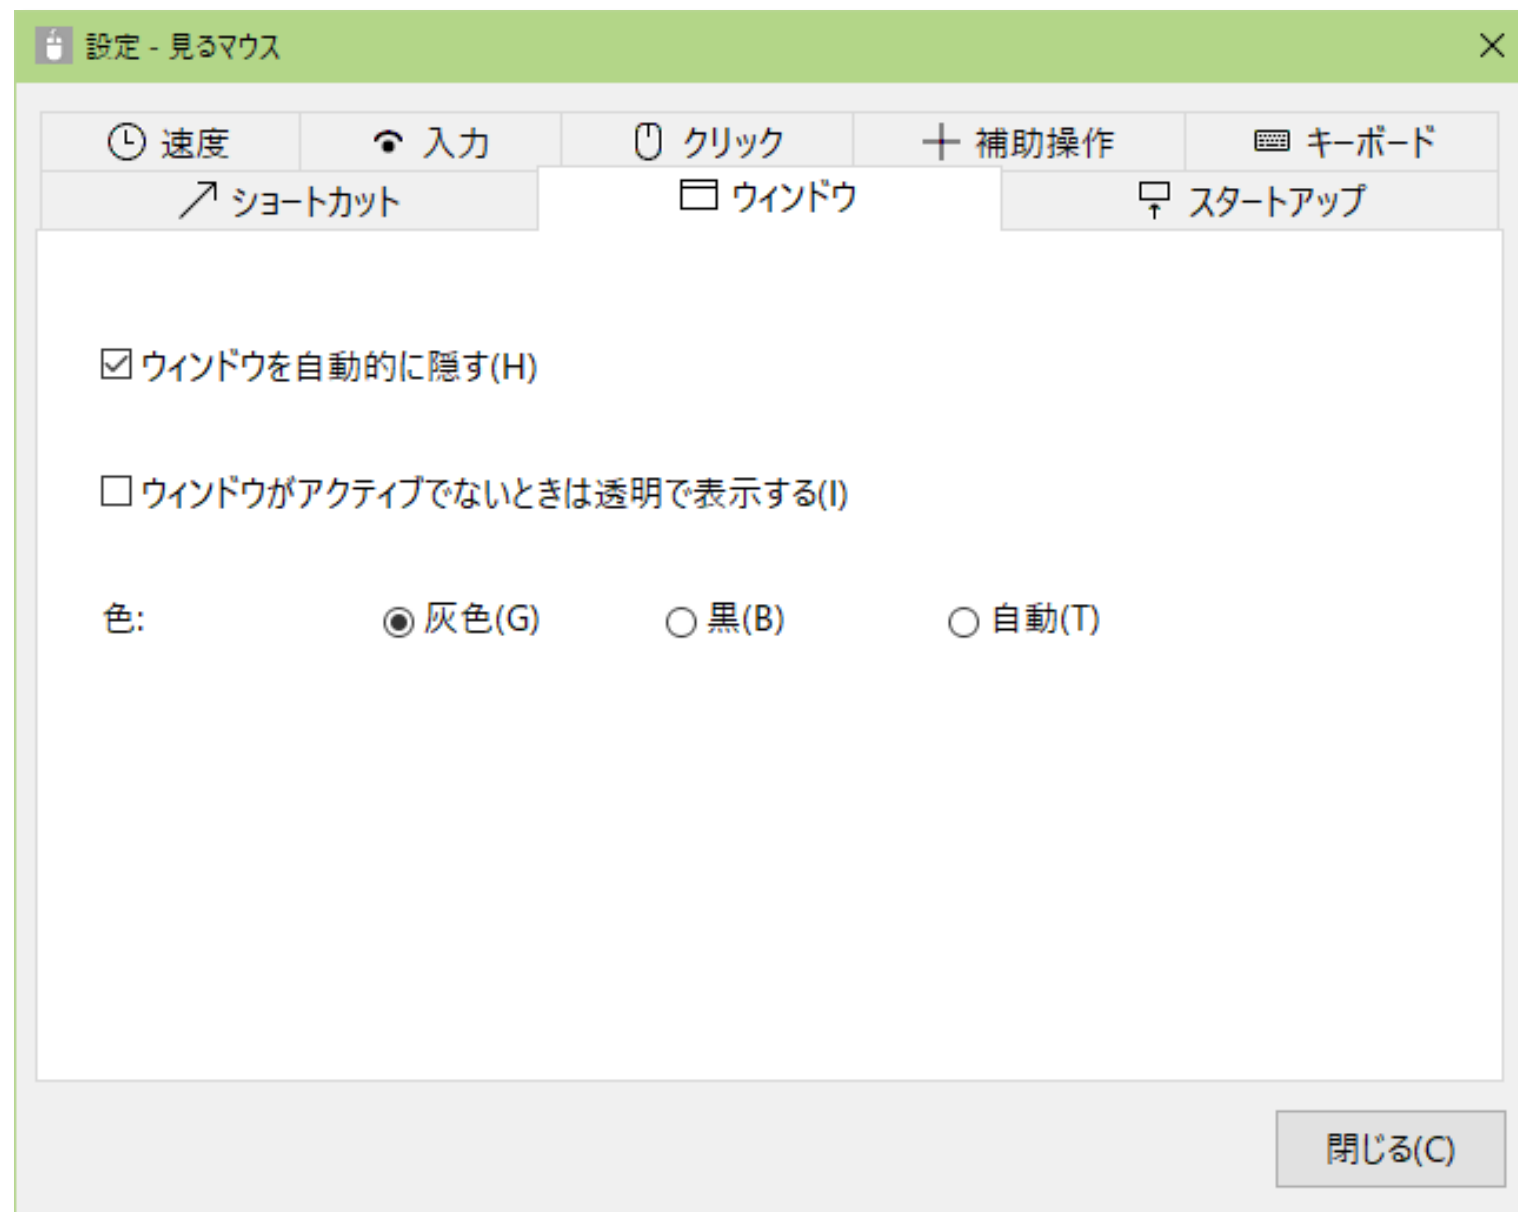 設定 - 見るマウス
速度 入力 クリック 補助操作 キーボード
ショートカット ウィンドウ スタートアップ
ウィンドウを自動的に隠す(H)
ウィンドウがアクティブでないときは透明で表示する(I)
色: 灰色(G) 黒(B) 自動(T)
閉じる(C)